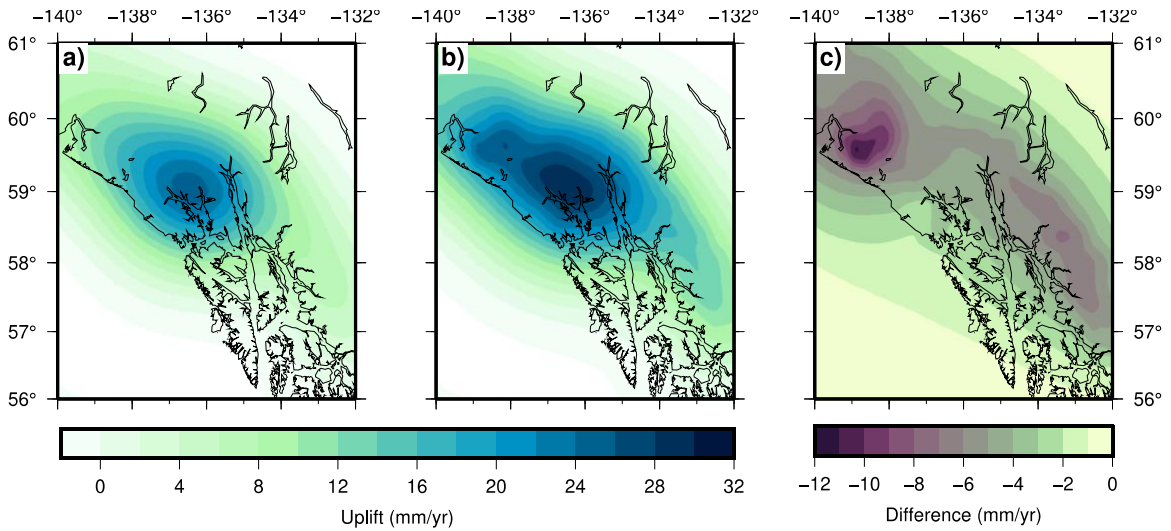 −140° −138° −136° −134° −132° −140° −138° −136° −134° −132° −140° −138° −136° −134° −132°
61° a) b) c) 61°
60° 60°
59° 59°
58° 58°
57° 57°
56° 56°
0 4 8 12 16 20 24 28 32 −12 −10 −8 −6 −4 −2 0
Uplift (mm/yr) Difference (mm/yr)